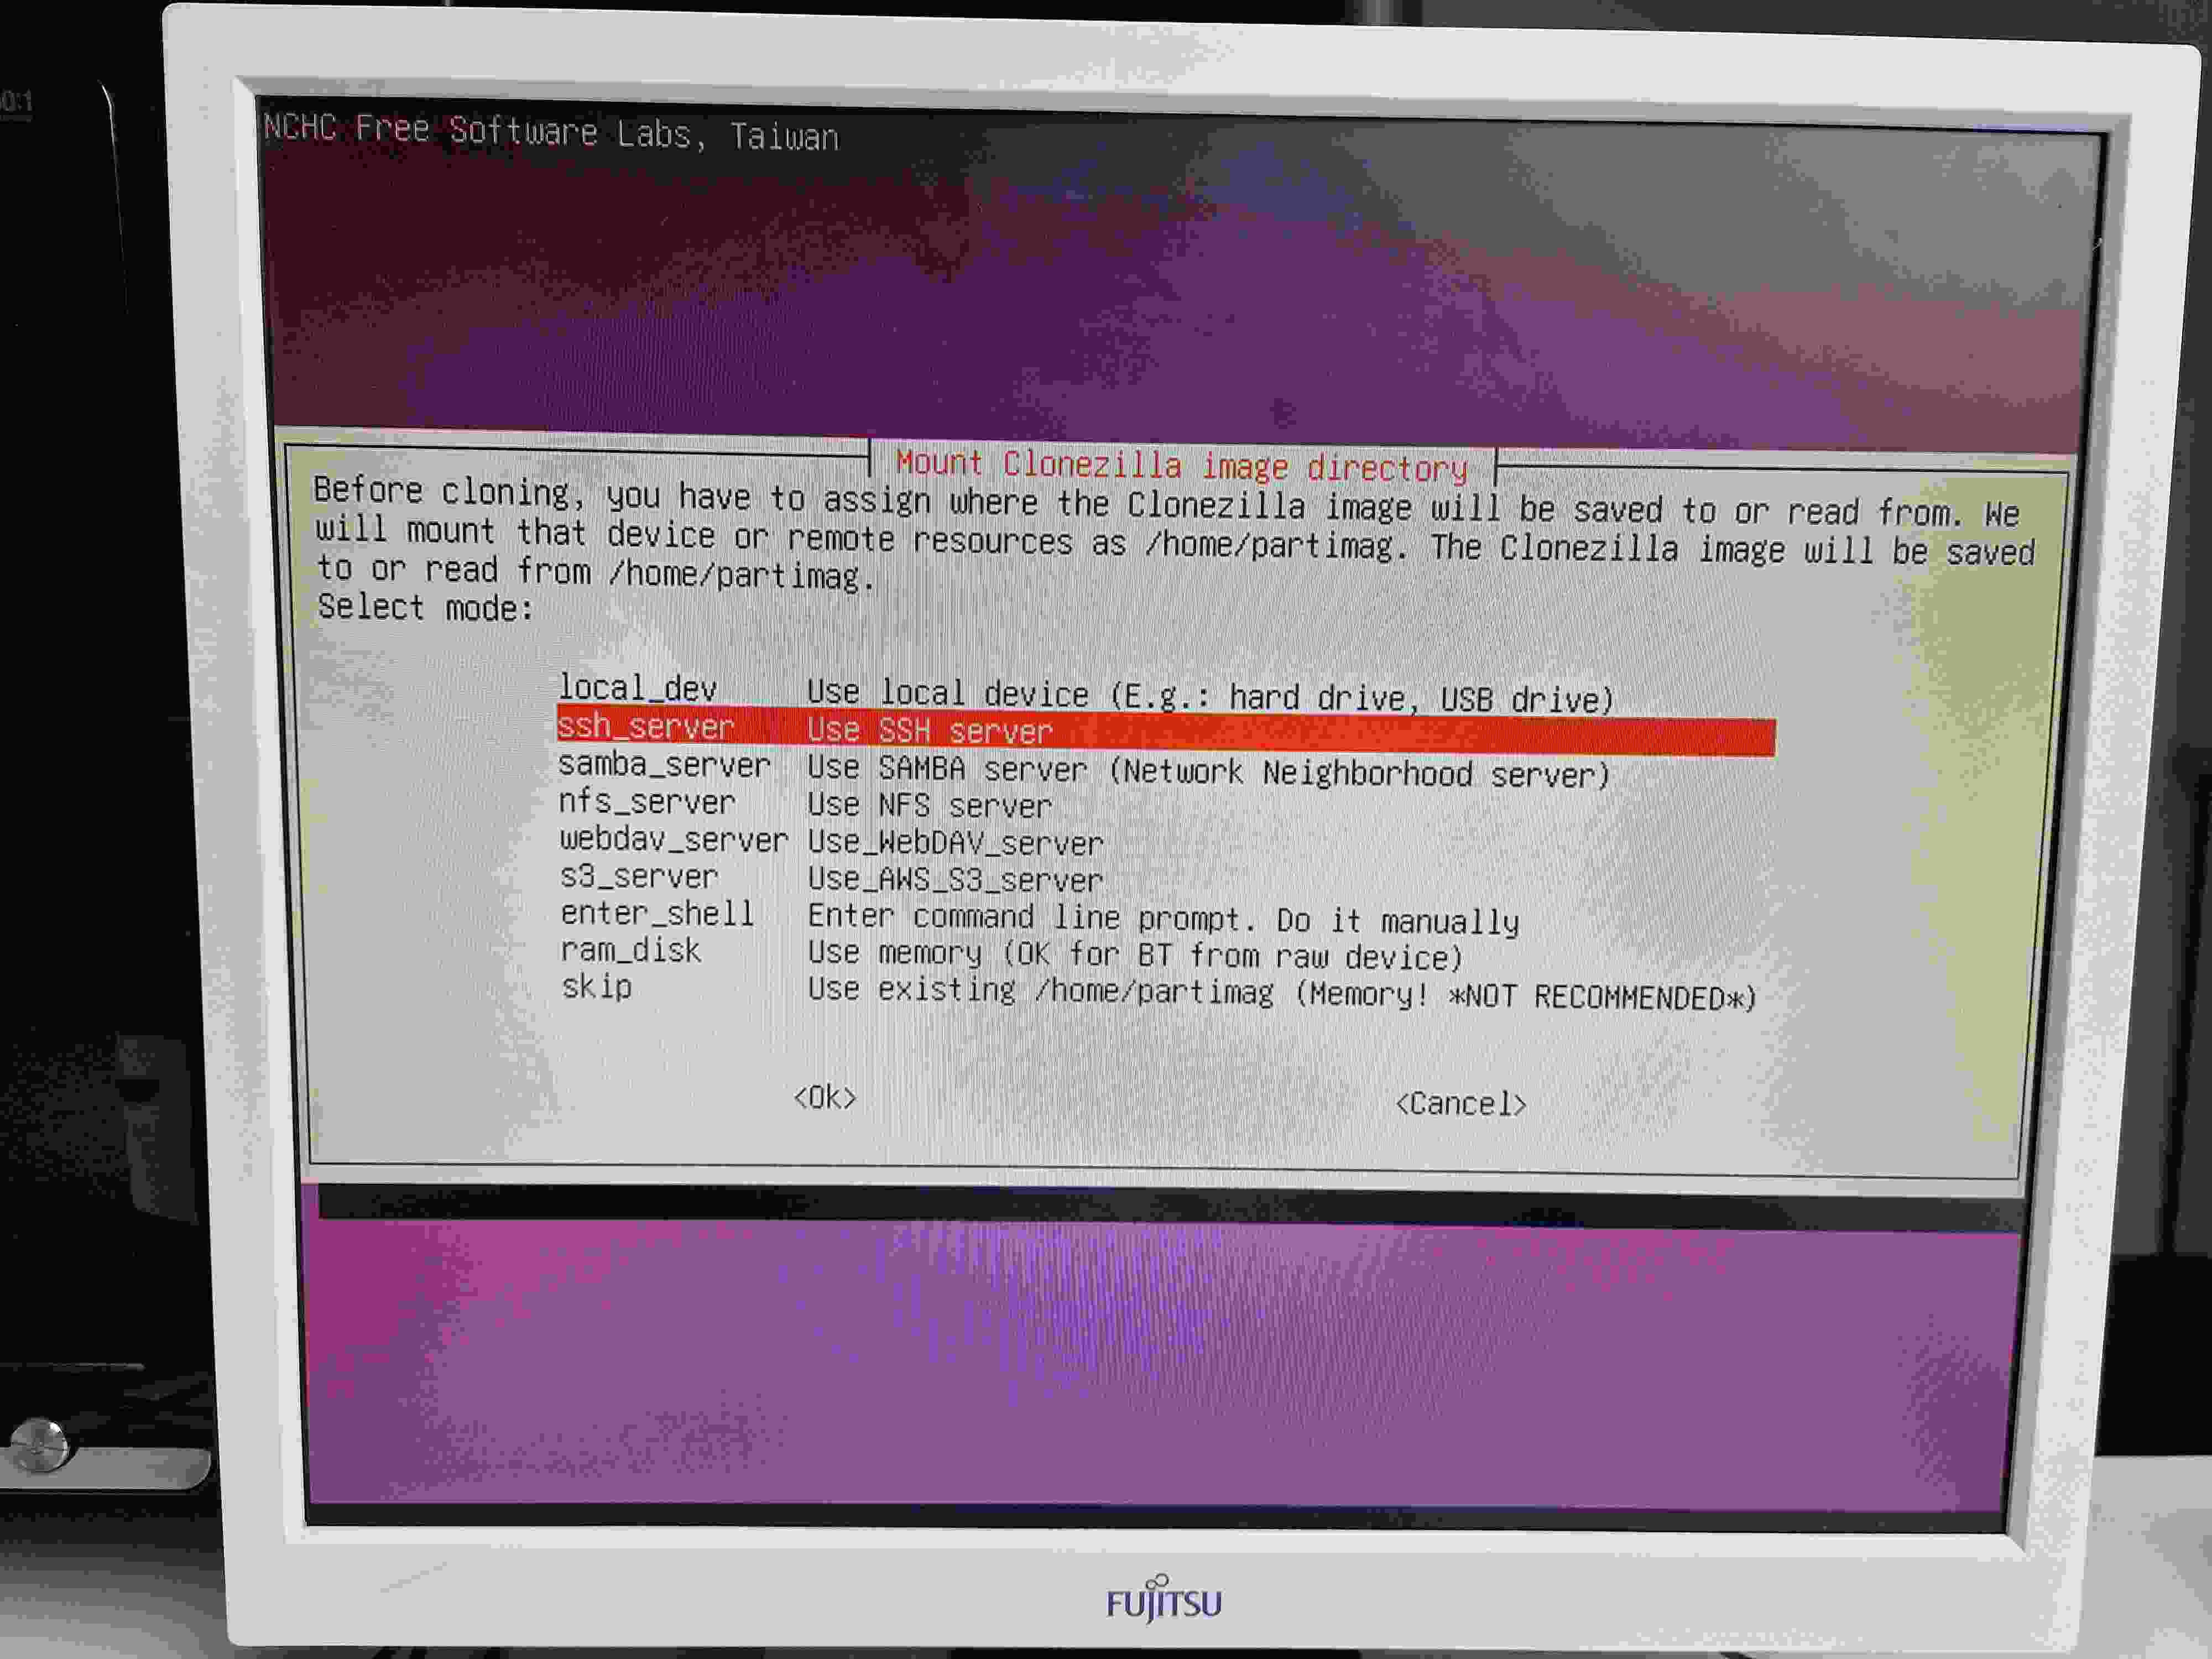 0:1
NCHC Free Software Labs, Taiwan
Mount Clonezilla image directory
Before cloning, you have to assign where the Clonezilla image will be saved to or read from. We
will mount that device or remote resources as /home/partimag. The Clonezilla image will be saved
to or read from /home/partimag.
Select mode:
local_dev Use local device (E.g.: hard drive, USB drive)
ssh_server Use SSH server
samba_server Use SAMBA server (Network Neighborhood server)
nfs_server Use NFS server
webdav_server Use_WebDAV_server
s3_server Use_AWS_S3_server
enter_shell Enter command line prompt. Do it manually
ram_disk Use memory (OK for BT from raw device)
skip Use existing /home/partimag (Memory! *NOT RECOMMENDED*)
<Ok> <Cancel>
FUJITSU